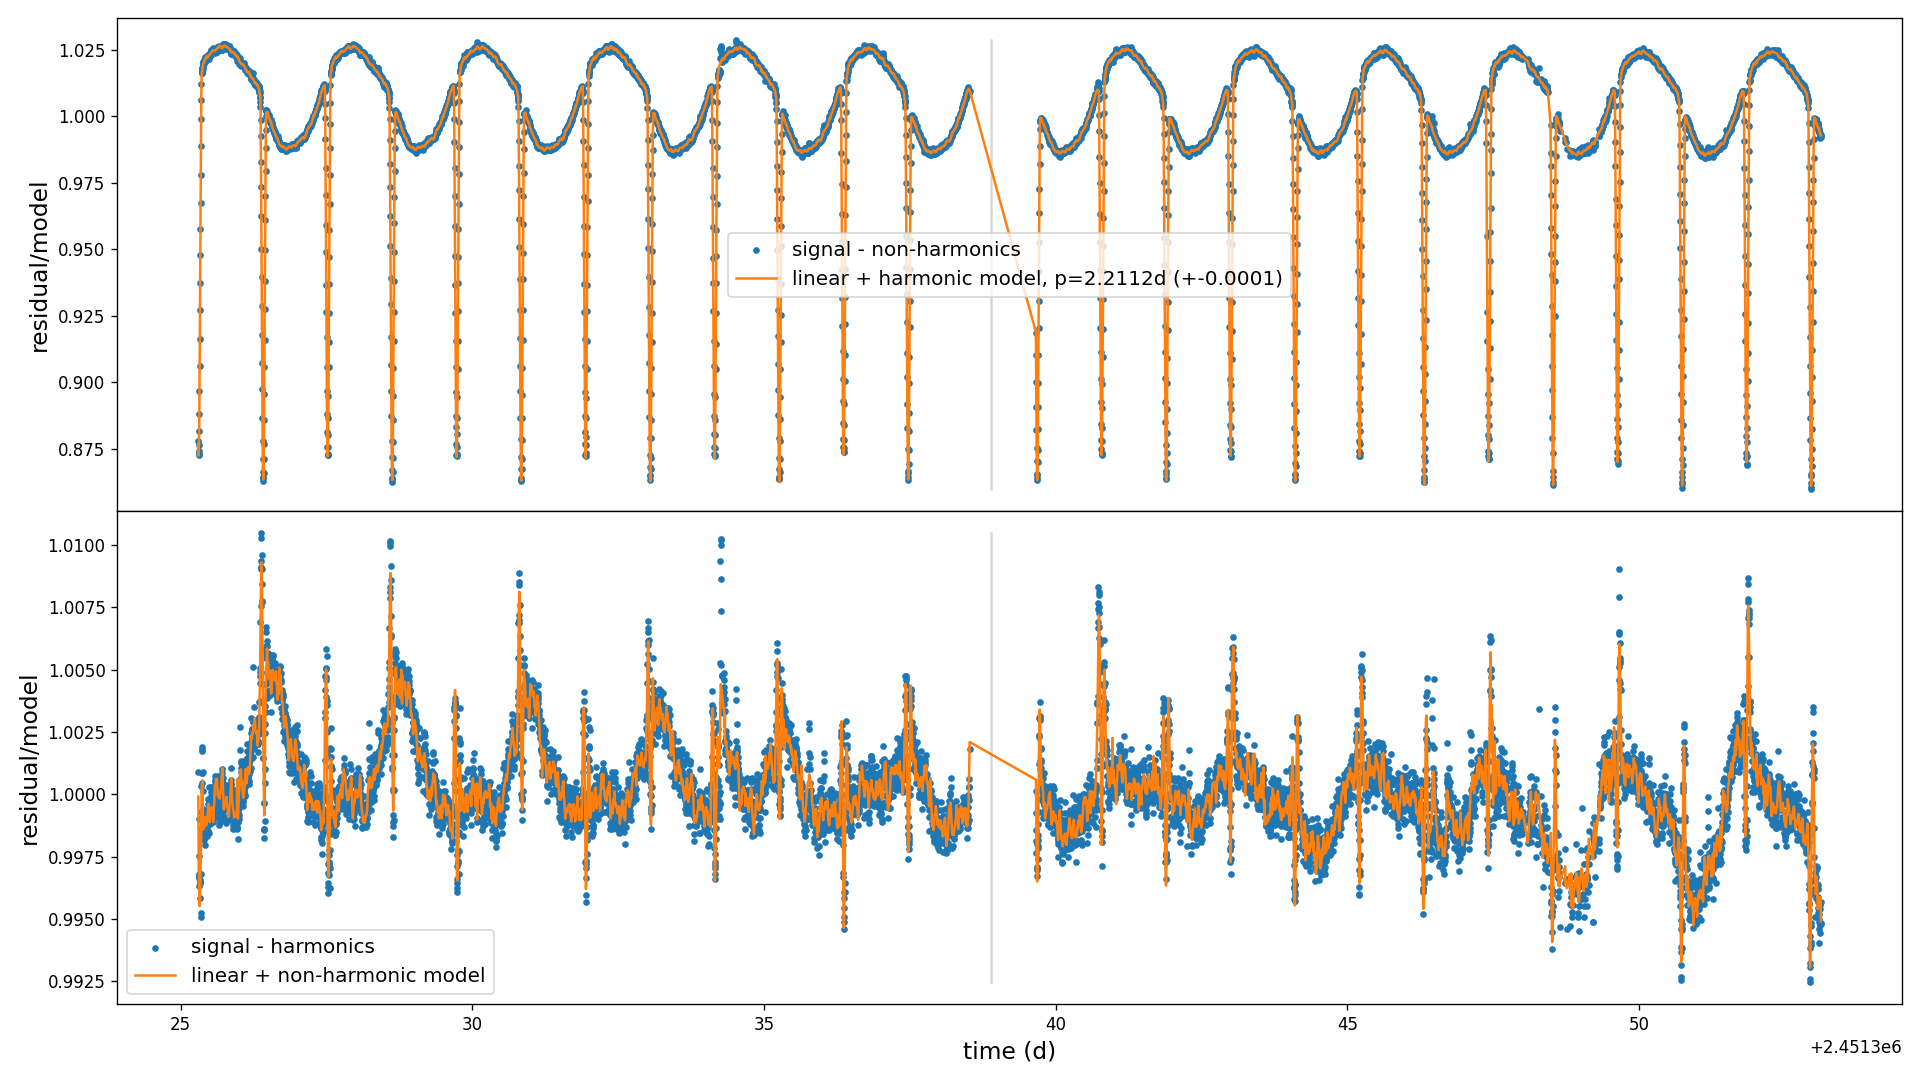 1.025
1.000
0.975
0.950
0.925
0.900
0.875
residual/model
signal - non-harmonics
linear + harmonic model, p=2.2112d (+-0.0001)
1.0100
1.0075
1.0050
1.0025
1.0000
0.9975
0.9950
0.9925
residual/model
signal - harmonics
linear + non-harmonic model
25 30 35 40 45 50
time (d)
+2.4513e6